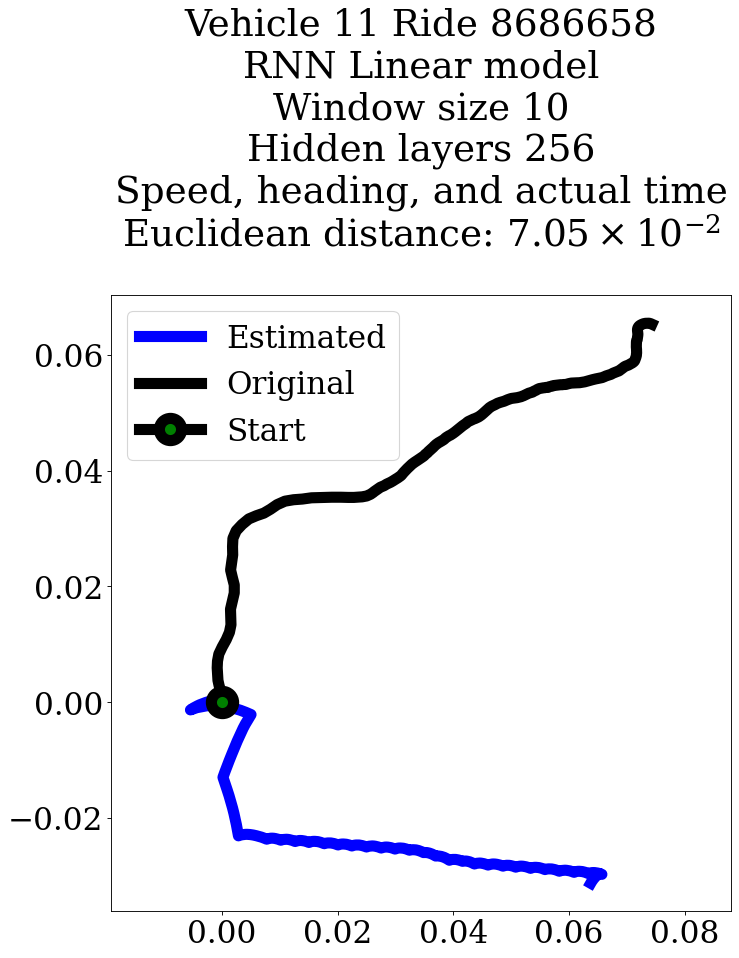 Vehicle 11 Ride 8686658
RNN Linear model
Window size 10
Hidden layers 256
Speed, heading, and actual time
Euclidean distance: 7.05 × 10⁻²
Estimated
Original
Start
0.06
0.04
0.02
0.00
−0.02
0.00 0.02 0.04 0.06 0.08